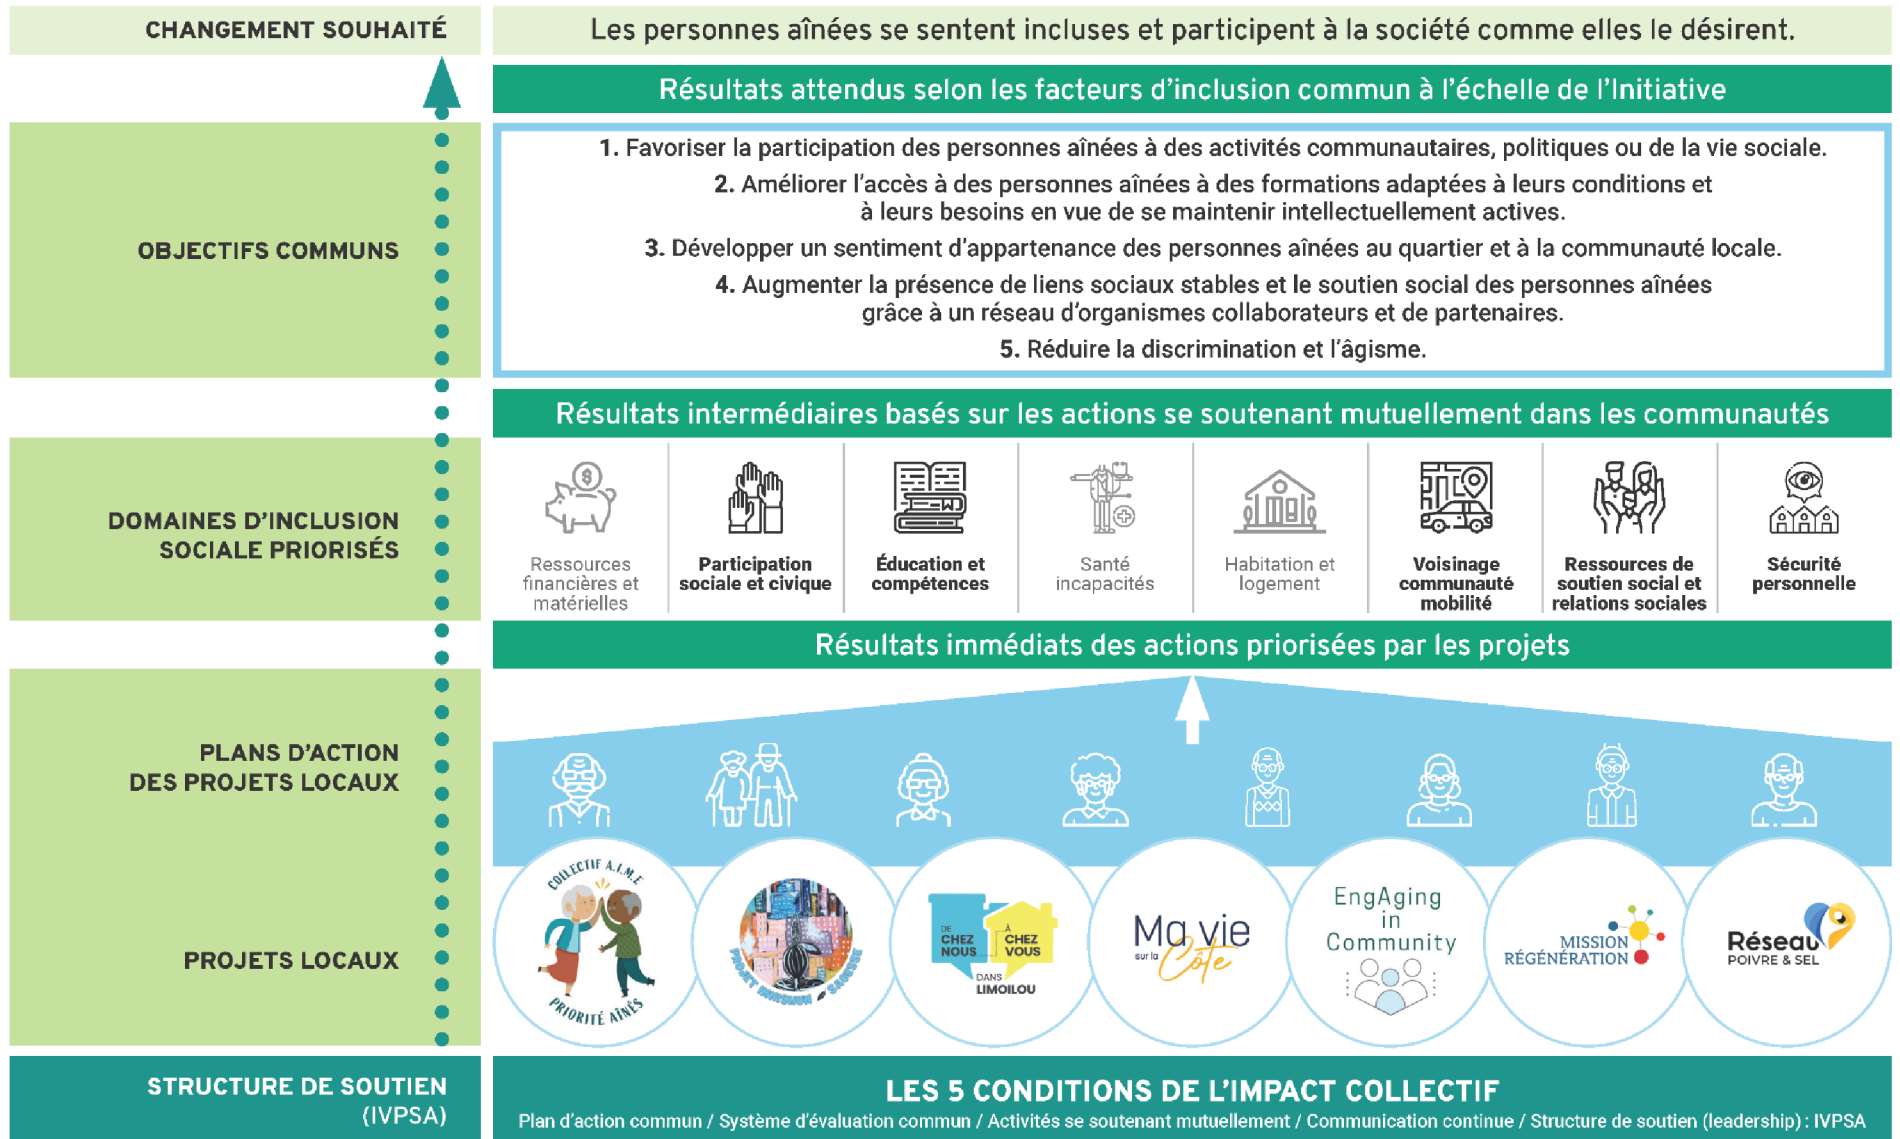 CHANGEMENT SOUHAITÉ
Les personnes aînées se sentent incluses et participent à la société comme elles le désirent.
Résultats attendus selon les facteurs d'inclusion commun à l'échelle de l'Initiative
OBJECTIFS COMMUNS
1. Favoriser la participation des personnes aînées à des activités communautaires, politiques ou de la vie sociale.
2. Améliorer l'accès à des personnes aînées à des formations adaptées à leurs conditions et
à leurs besoins en vue de se maintenir intellectuellement actives.
3. Développer un sentiment d'appartenance des personnes aînées au quartier et à la communauté locale.
4. Augmenter la présence de liens sociaux stables et le soutien social des personnes aînées
grâce à un réseau d'organismes collaborateurs et de partenaires.
5. Réduire la discrimination et l'âgisme.
Résultats intermédiaires basés sur les actions se soutenant mutuellement dans les communautés
DOMAINES D'INCLUSION
SOCIALE PRIORISÉS
$
Ressources
financières et
matérielles
Participation
sociale et civique
Éducation et
compétences
Santé
incapacités
Habitation et
logement
Voisinage
communauté
mobilité
Ressources de
soutien social et
relations sociales
Sécurité
personnelle
Résultats immédiats des actions priorisées par les projets
PLANS D'ACTION
DES PROJETS LOCAUX
PROJETS LOCAUX
COLLECTIF A.I.M.E
PRIORITÉ AÎNÉS
PROJET MIHSHUN SAGESSE
DE
CHEZ
NOUS
À
CHEZ
VOUS
DANS
LIMOILOU
Ma vie
sur la
Côte
EngAging
in
Community
MISSION
RÉGÉNÉRATION
Réseau
POIVRE & SEL
STRUCTURE DE SOUTIEN
(IVPSA)
LES 5 CONDITIONS DE L'IMPACT COLLECTIF
Plan d'action commun / Système d'évaluation commun / Activités se soutenant mutuellement / Communication continue / Structure de soutien (leadership) : IVPSA